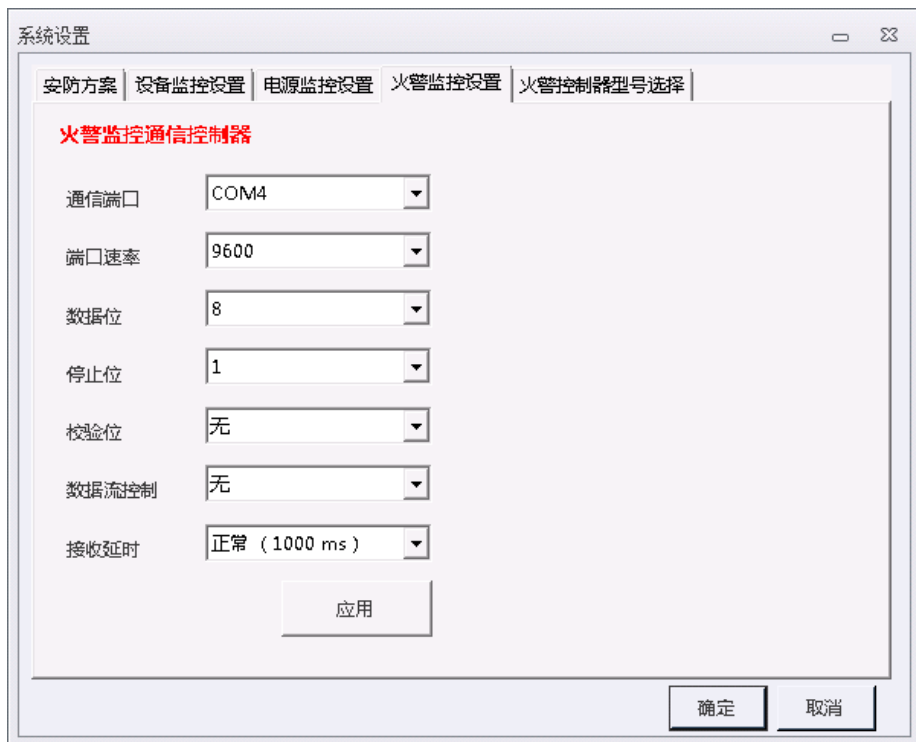 系统设置
安防方案 设备监控设置 电源监控设置 火警监控设置 火警控制器型号选择
火警监控通信控制器
通信端口 COM4
端口速率 9600
数据位 8
停止位 1
校验位 无
数据流控制 无
接收延时 正常（1000 ms）
应用
确定 取消